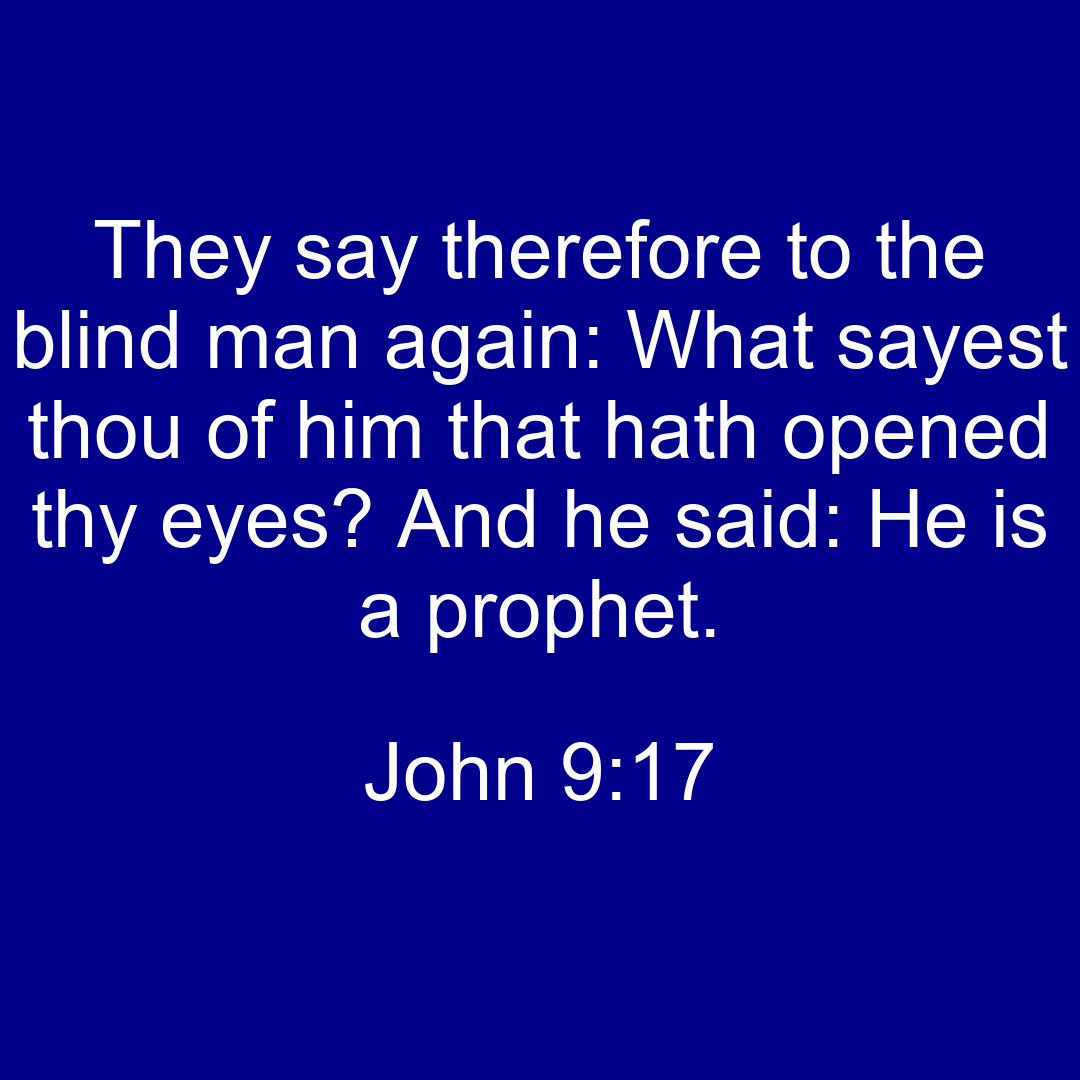 They say therefore to the
blind man again: What sayest
thou of him that hath opened
thy eyes? And he said: He is
a prophet.
John 9:17